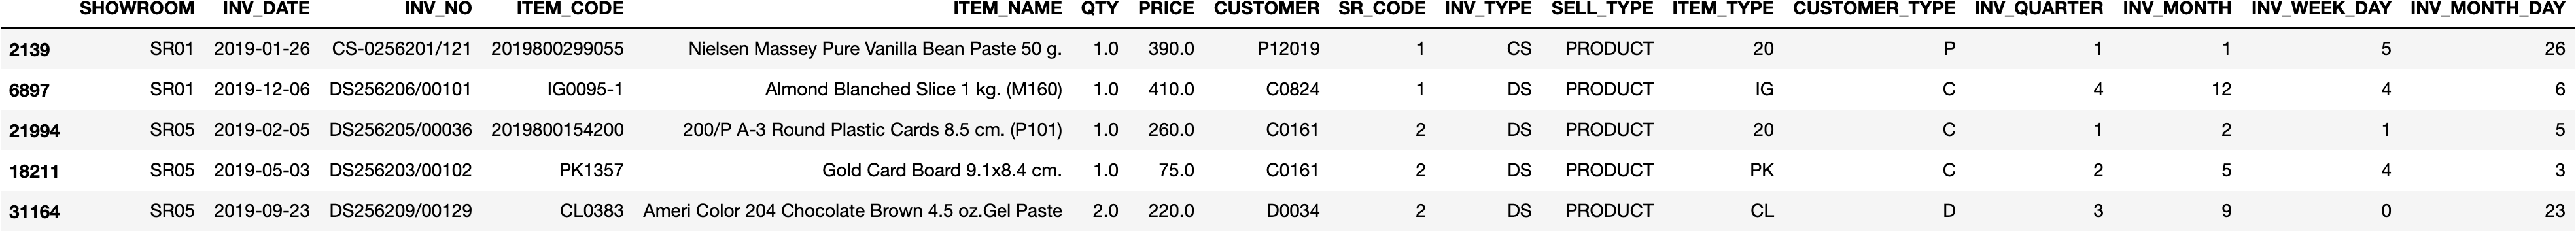 SHOWROOM INV_DATE INV_NO ITEM_CODE ITEM_NAME QTY PRICE CUSTOMER SR_CODE INV_TYPE SELL_TYPE ITEM_TYPE CUSTOMER_TYPE INV_QUARTER INV_MONTH INV_WEEK_DAY INV_MONTH_DAY
2139 SR01 2019-01-26 CS-0256201/121 2019800299055 Nielsen Massey Pure Vanilla Bean Paste 50 g. 1.0 390.0 P12019 1 CS PRODUCT 20 P 1 1 5 26
6897 SR01 2019-12-06 DS256206/00101 IG0095-1 Almond Blanched Slice 1 kg. (M160) 1.0 410.0 C0824 1 DS PRODUCT IG C 4 12 4 6
21994 SR05 2019-02-05 DS256205/00036 2019800154200 200/P A-3 Round Plastic Cards 8.5 cm. (P101) 1.0 260.0 C0161 2 DS PRODUCT 20 C 1 2 1 5
18211 SR05 2019-05-03 DS256203/00102 PK1357 Gold Card Board 9.1x8.4 cm. 1.0 75.0 C0161 2 DS PRODUCT PK C 2 5 4 3
31164 SR05 2019-09-23 DS256209/00129 CL0383 Ameri Color 204 Chocolate Brown 4.5 oz.Gel Paste 2.0 220.0 D0034 2 DS PRODUCT CL D 3 9 0 23